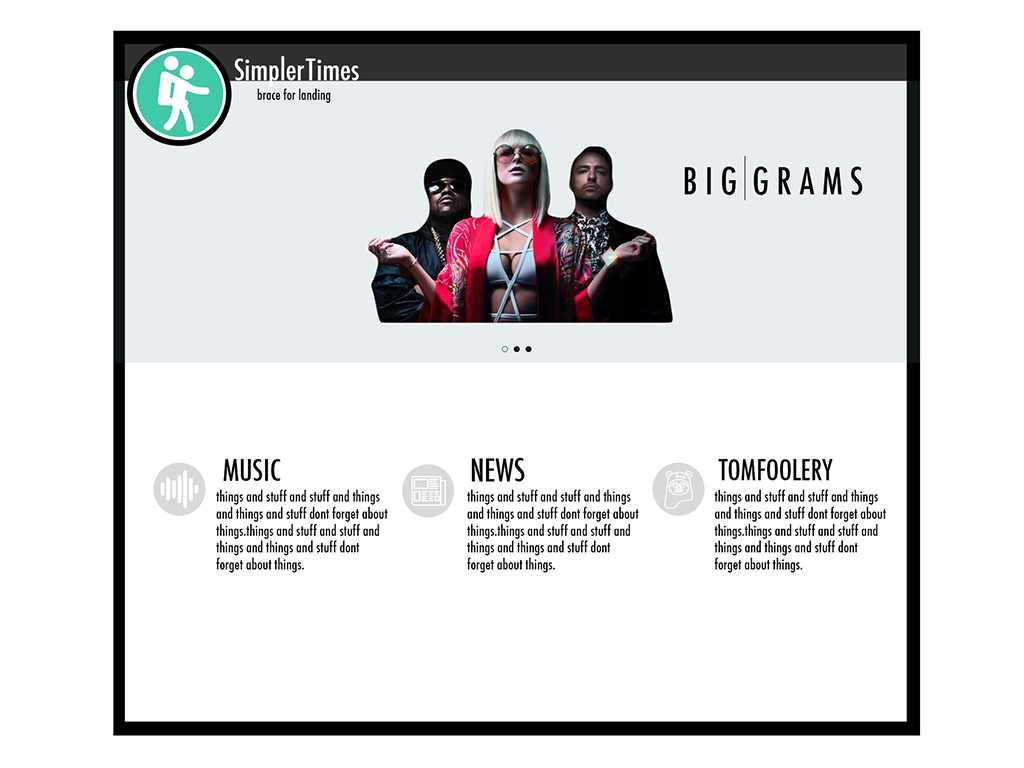 SimplerTimes
brace for landing
BIG GRAMS
MUSIC
things and stuff and stuff and things
and things and stuff dont forget about
things.things and stuff and stuff and
things and things and stuff dont
forget about things.
NEWS
things and stuff and stuff and things
and things and stuff dont forget about
things.things and stuff and stuff and
things and things and stuff dont
forget about things.
TOMFOOLERY
things and stuff and stuff and things
and things and stuff dont forget about
things.things and stuff and stuff and
things and things and stuff dont
forget about things.